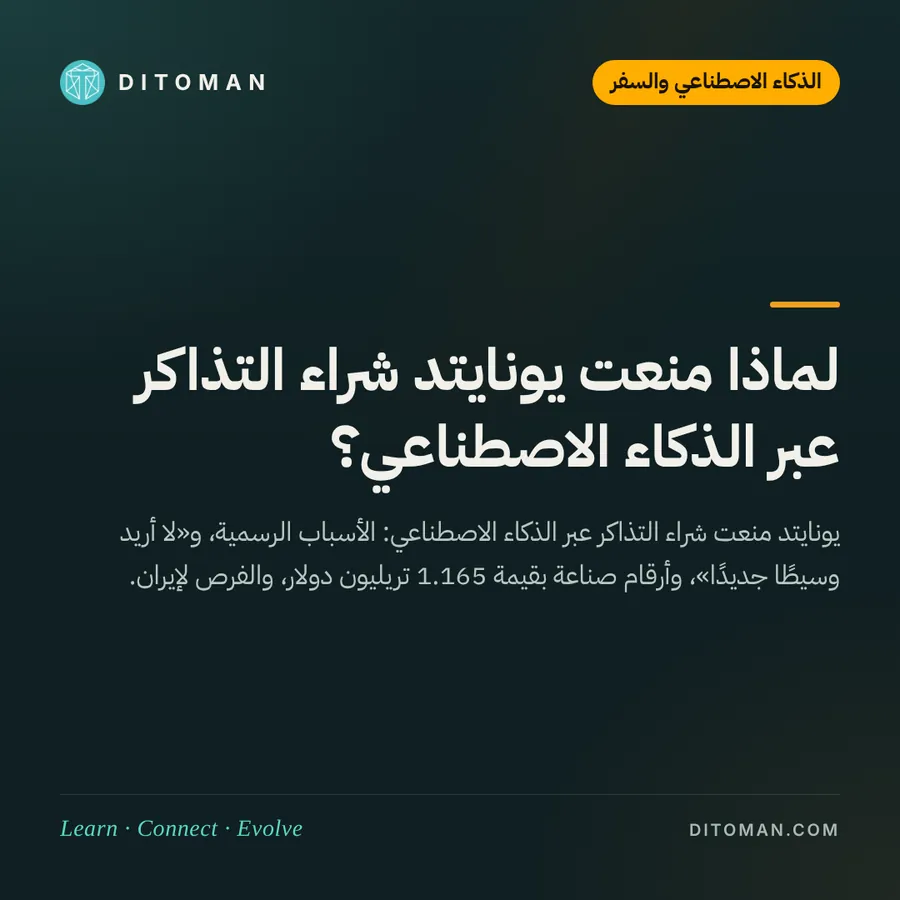 DITOMAN
الذكاء الاصطناعي والسفر
لماذا منعت يونايتد شراء التذاكر
عبر الذكاء الاصطناعي؟
يونايتد منعت شراء التذاكر عبر الذكاء الاصطناعي: الأسباب الرسمية، و«لا أريد
وسيطًا جديدًا»، وأرقام صناعة بقيمة 1.165 تريليون دولار، والفرص لإيران.
Learn · Connect · Evolve
DITOMAN.COM